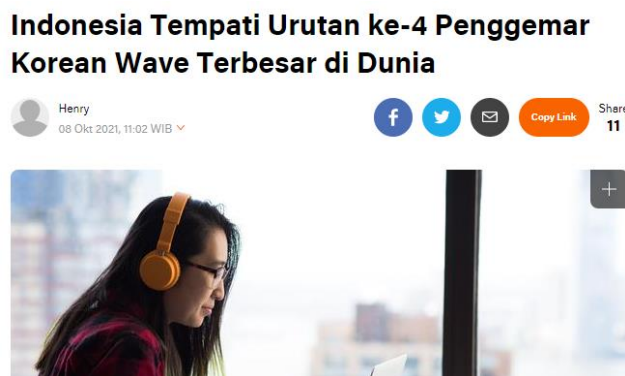 Indonesia Tempati Urutan ke-4 Penggemar
Korean Wave Terbesar di Dunia
Henry
08 Okt 2021, 11:02 WIB
Copy Link
Share
11